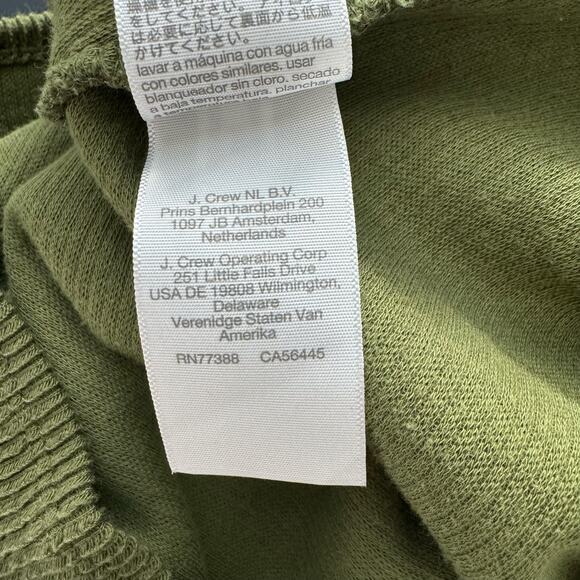 をしてください。
は必要に応じて裏面から低温
かけてください。
lavar a máquina con agua fría
con colores similares. usar
blanqueador sin cloro. secado
a baja temperatura. planchar
J. Crew NL B.V.
Prins Bernhardplein 200
1097 JB Amsterdam,
Netherlands
J. Crew Operating Corp
251 Little Falls Drive
USA DE 19808 Wilmington,
Delaware
Verenidge Staten Van
Amerika
RN77388 CA56445